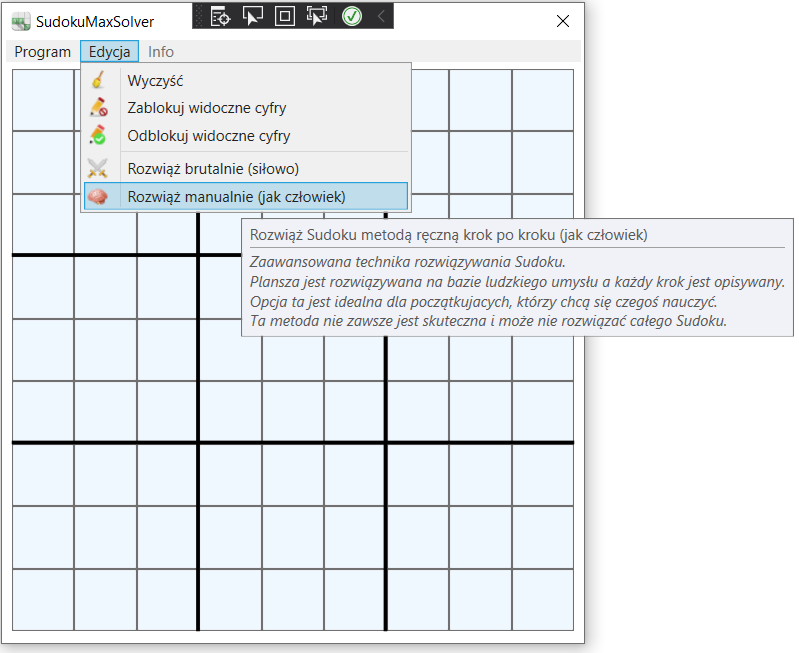 SudokuMaxSolver
Program Edycja Info
Wyczyść
Zablokuj widoczne cyfry
Odblokuj widoczne cyfry
Rozwiąż brutalnie (siłowo)
Rozwiąż manualnie (jak człowiek)
Rozwiąż Sudoku metodą ręczną krok po kroku (jak człowiek)
Zaawansowana technika rozwiązywania Sudoku.
Plansza jest rozwiązywana na bazie ludzkiego umysłu a każdy krok jest opisywany.
Opcja ta jest idealna dla początkujacych, którzy chcą się czegoś nauczyć.
Ta metoda nie zawsze jest skuteczna i może nie rozwiązać całego Sudoku.